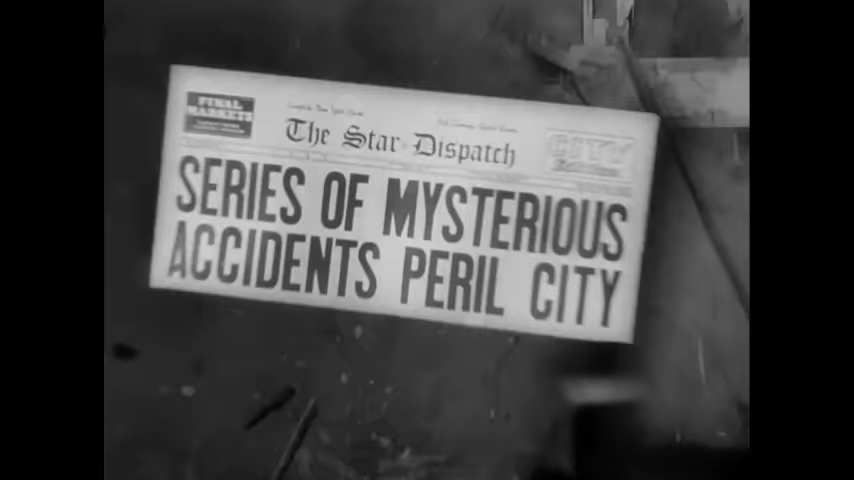 FINAL
MARKETS
The Star-Dispatch
CITY
SERIES OF MYSTERIOUS
ACCIDENTS PERIL CITY